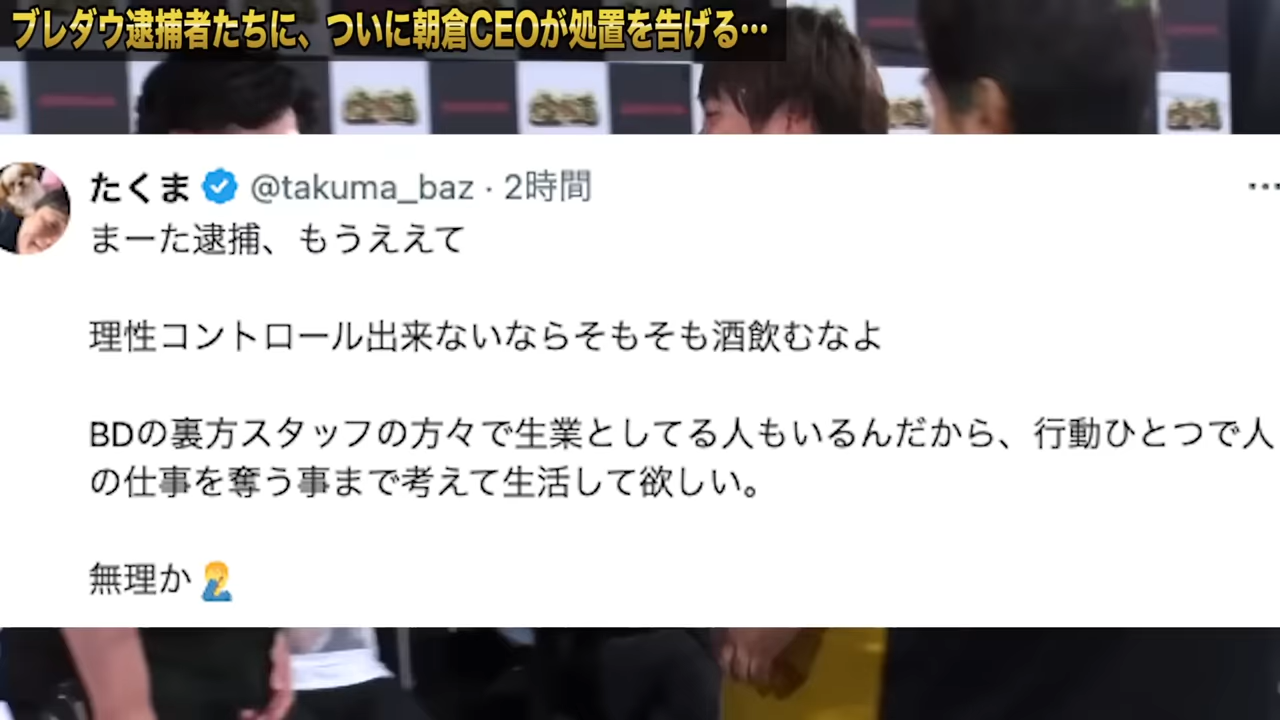 ブレダウ逮捕者たちに、ついに朝倉CEOが処置を告げる…
たくま @takuma_baz · 2時間
まーた逮捕、もうええて
理性コントロール出来ないならそもそも酒飲むなよ
BDの裏方スタッフの方々で生業としてる人もいるんだから、行動ひとつで人
の仕事を奪う事まで考えて生活して欲しい。
無理か🤦‍♂️